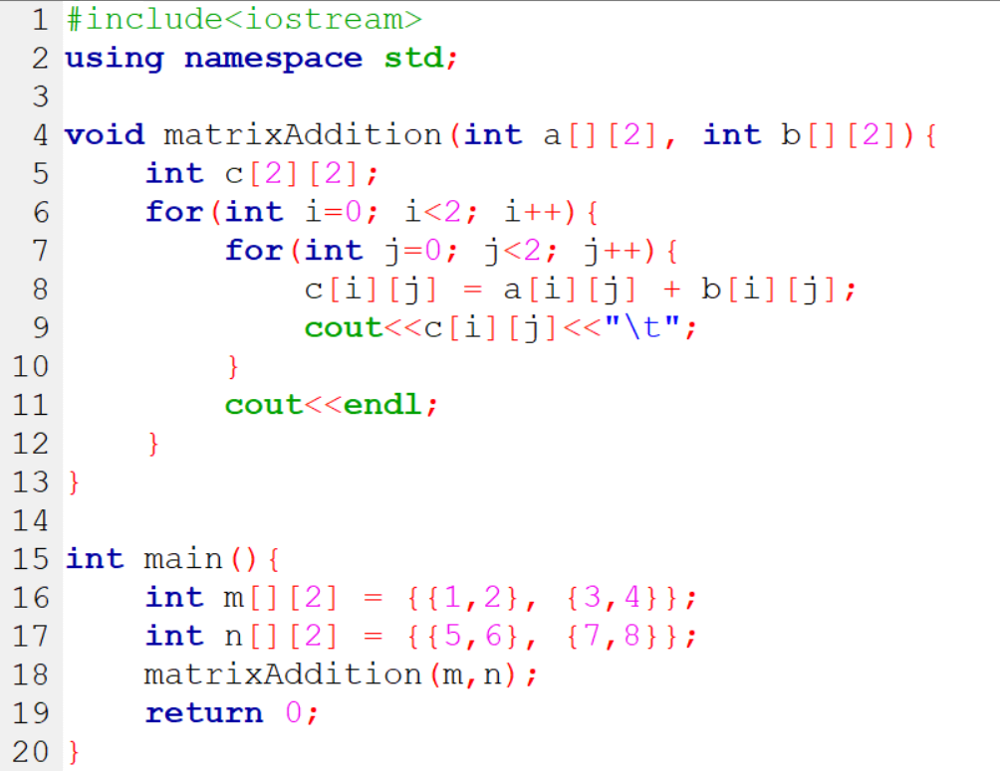 1 #include<iostream>
2 using namespace std;
3
4 void matrixAddition(int a[][2], int b[][2]){
5     int c[2][2];
6     for(int i=0; i<2; i++){
7         for(int j=0; j<2; j++){
8             c[i][j] = a[i][j] + b[i][j];
9             cout<<c[i][j]<<"\t";
10         }
11         cout<<endl;
12     }
13 }
14
15 int main(){
16     int m[][2] = {{1,2}, {3,4}};
17     int n[][2] = {{5,6}, {7,8}};
18     matrixAddition(m,n);
19     return 0;
20 }